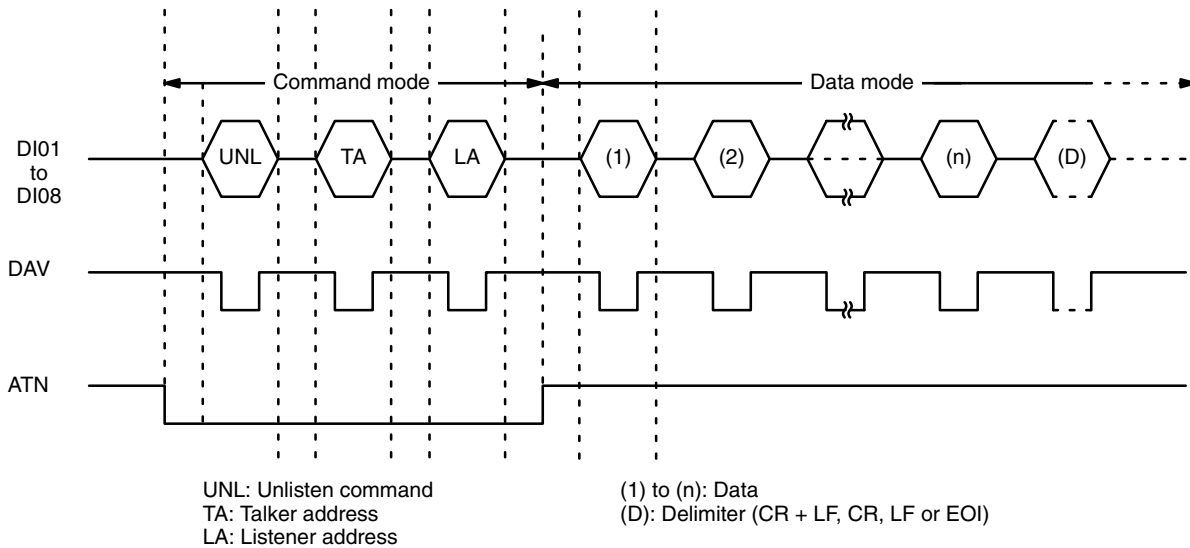 Command mode
Data mode
DI01
to
DI08
UNL
TA
LA
(1)
(2)
(n)
(D)
DAV
ATN
UNL: Unlisten command
TA: Talker address
LA: Listener address
(1) to (n): Data
(D): Delimiter (CR + LF, CR, LF or EOI)